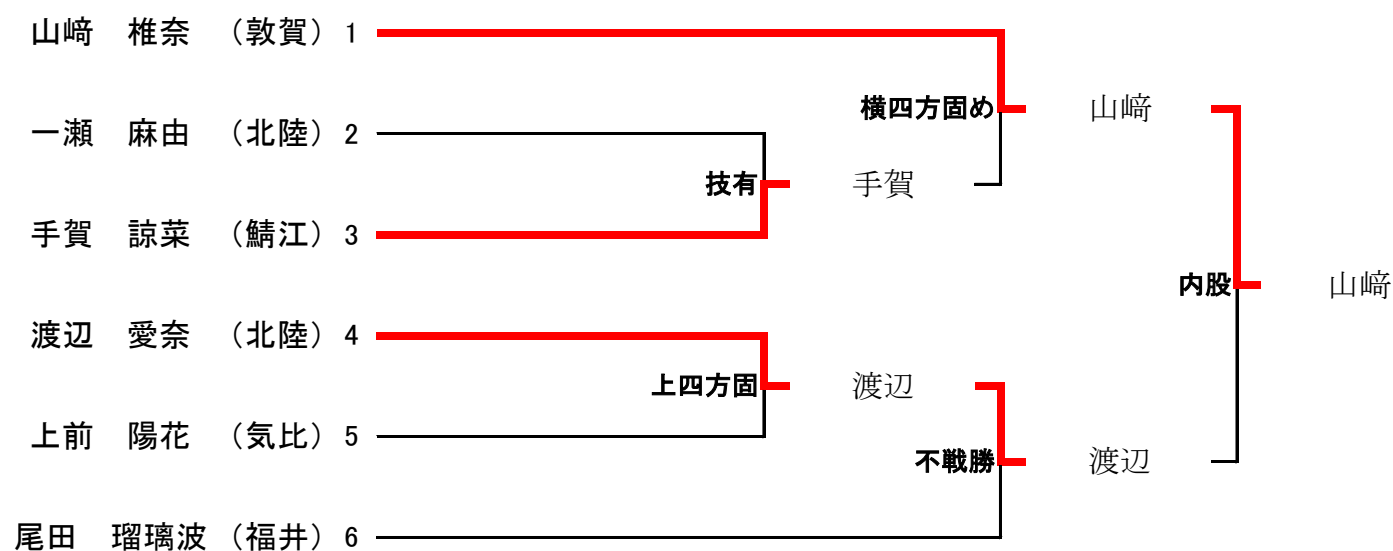 山﨑 椎奈 （敦賀） 1
横四方固め 山﨑
一瀬 麻由 （北陸） 2
技有 手賀
手賀 諒菜 （鯖江） 3
内股 山﨑
渡辺 愛奈 （北陸） 4
上四方固 渡辺
上前 陽花 （気比） 5
不戦勝 渡辺
尾田 瑠璃波 （福井） 6